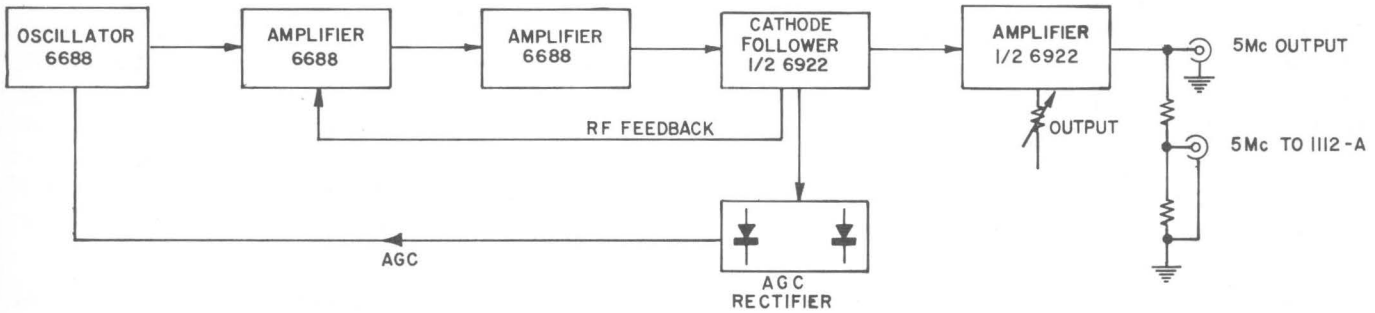 OSCILLATOR
6688
AMPLIFIER
6688
AMPLIFIER
6688
CATHODE
FOLLOWER
1/2 6922
AMPLIFIER
1/2 6922
5Mc OUTPUT
RF FEEDBACK
OUTPUT
5Mc TO 1112-A
AGC
AGC
RECTIFIER